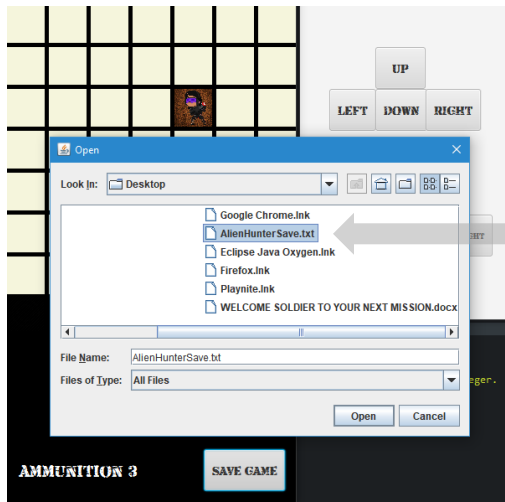 UP
LEFT DOWN RIGHT
Open
Look In: Desktop
Google Chrome.lnk
AlienHunterSave.txt
Eclipse Java Oxygen.lnk
Firefox.lnk
Playnite.lnk
WELCOME SOLDIER TO YOUR NEXT MISSION.docx
File Name: AlienHunterSave.txt
Files of Type: All Files
Open Cancel
AMMUNITION 3
SAVE GAME